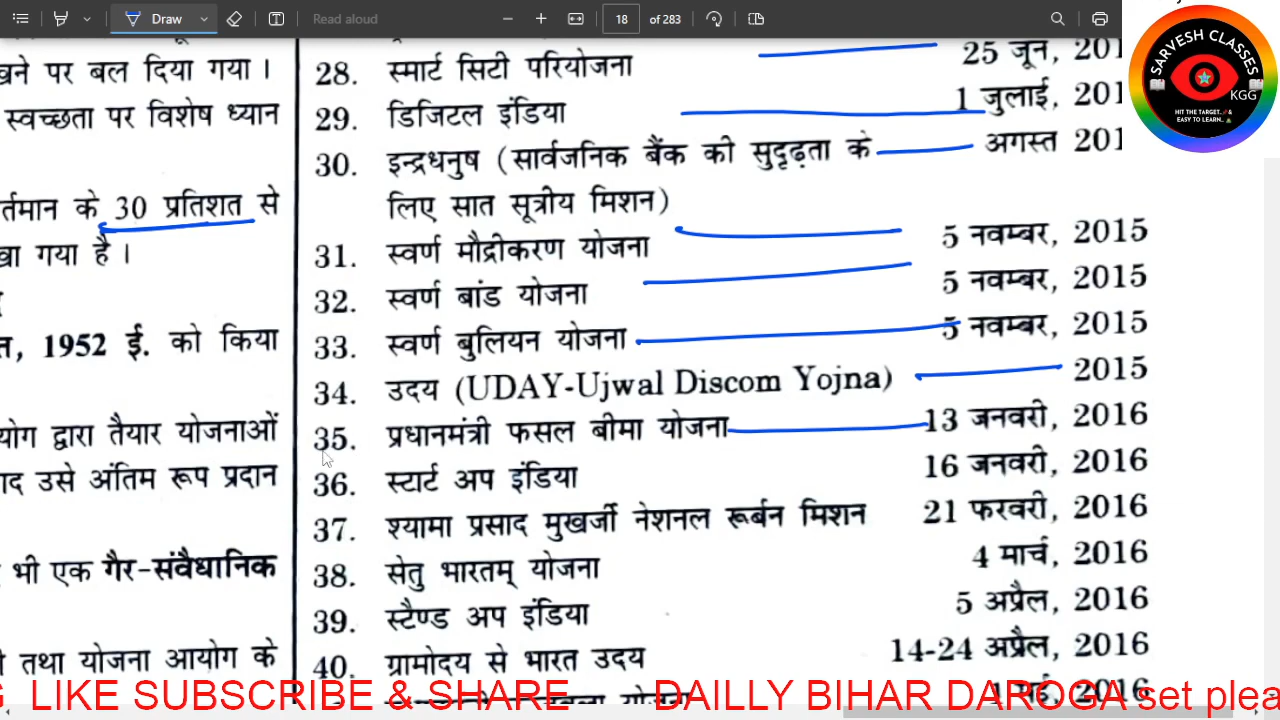 Draw
Read aloud
18 of 283
SARVESH CLASSES
KGG
HIT THE TARGET..
& EASY TO LEARN..
खने पर बल दिया गया।
स्वच्छता पर विशेष ध्यान
र्तमान के 30 प्रतिशत से
खा गया है।
त, 1952 ई. को किया
योग द्वारा तैयार योजनाओं
ाद उसे अंतिम रूप प्रदान
भी एक गैर-संवैधानिक
तथा योजना आयोग के
28. स्मार्ट सिटी परियोजना 25 जून, 201
29. डिजिटल इंडिया 1 जुलाई, 201
30. इन्द्रधनुष (सार्वजनिक बैंक की सुदृढ़ता के अगस्त 201
लिए सात सूत्रीय मिशन)
31. स्वर्ण मौद्रीकरण योजना 5 नवम्बर, 2015
32. स्वर्ण बांड योजना 5 नवम्बर, 2015
33. स्वर्ण बुलियन योजना 5 नवम्बर, 2015
34. उदय (UDAY-Ujwal Discom Yojna) 2015
35. प्रधानमंत्री फसल बीमा योजना 13 जनवरी, 2016
36. स्टार्ट अप इंडिया 16 जनवरी, 2016
37. श्यामा प्रसाद मुखर्जी नेशनल रूर्बन मिशन 21 फरवरी, 2016
38. सेतु भारतम् योजना 4 मार्च, 2016
39. स्टैण्ड अप इंडिया 5 अप्रैल, 2016
40. ग्रामोदय से भारत उदय 14-24 अप्रैल, 2016
मई, 2016
LIKE SUBSCRIBE & SHARE DAILLY BIHAR DAROGA set plea